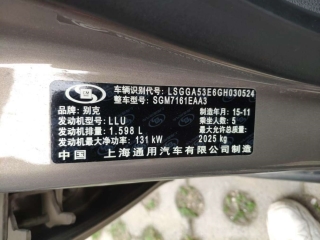 车辆识别代号: LSGGA53E6GH030524
整车型号: SGM7161EAA3
品牌: 别克 制造年月: 15-11
发动机型号: LLU 乘坐人数: 5
发动机排量: 1.598 L 最大允许总质量:
发动机最大净功率: 131 kW 2025 kg
中国 上海通用汽车有限公司制造